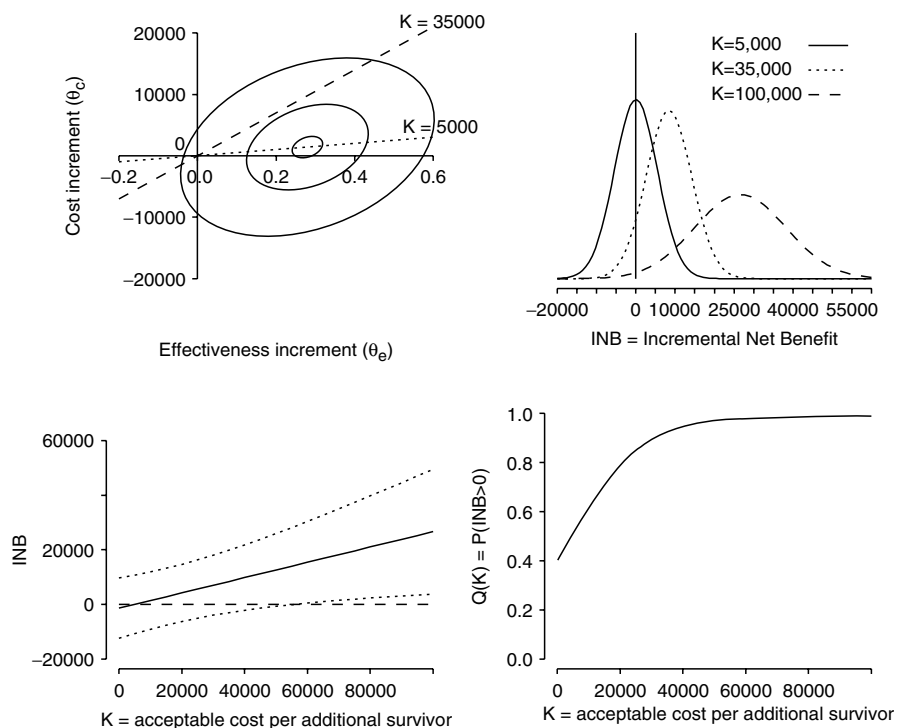 K = 35000
20000
10000
0
−10000
−20000
Cost increment (θc)
K = 5000
−0.2 0.0 0.2 0.4 0.6
Effectiveness increment (θe)
K=5,000
K=35,000
K=100,000
−20000 0 10000 25000 40000 55000
INB = Incremental Net Benefit
60000
20000
0
−20000
INB
0 20000 40000 60000 80000
K = acceptable cost per additional survivor
1.0
0.8
0.6
0.4
0.2
0.0
Q(K) = P(INB>0)
0 20000 40000 60000 80000
K = acceptable cost per additional survivor